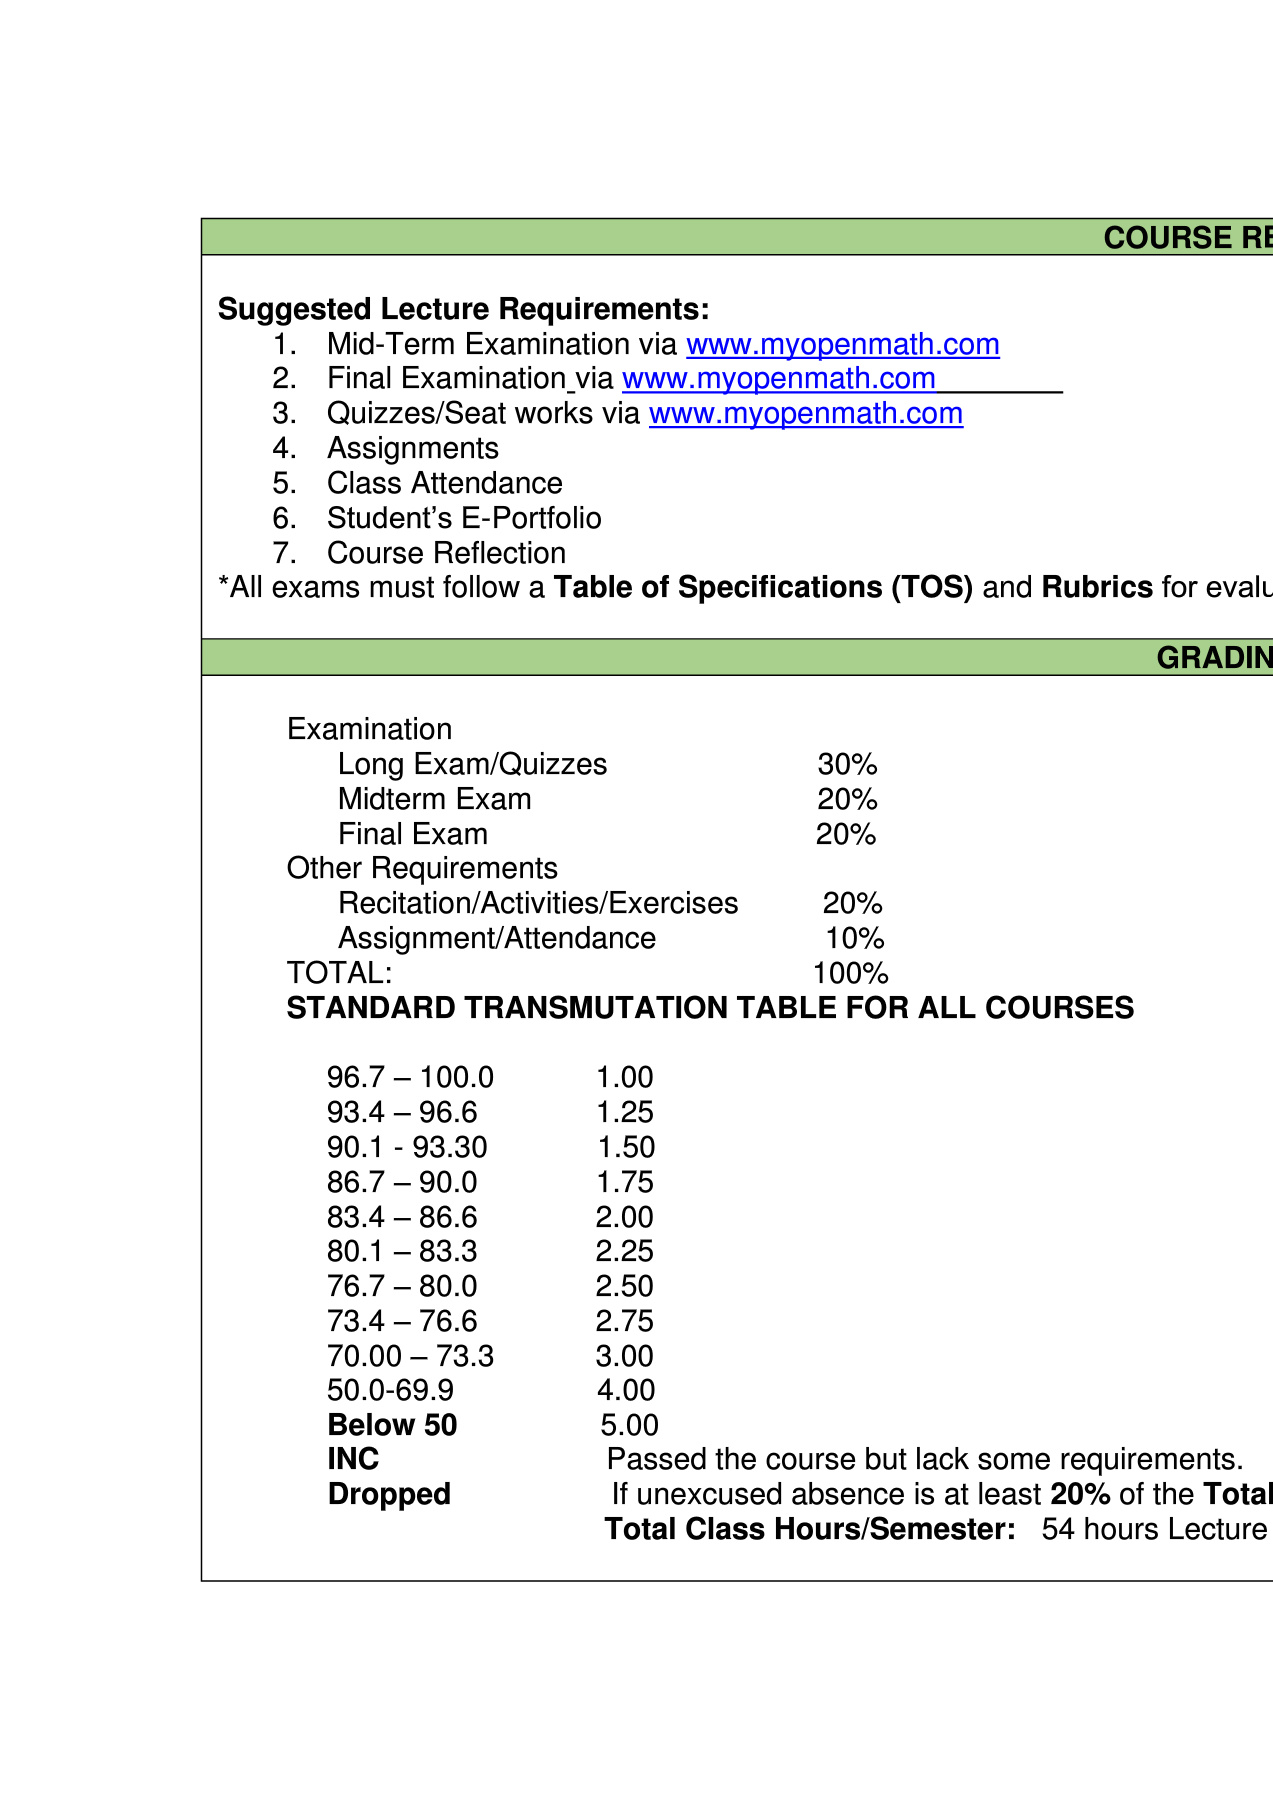 COURSE RE
Suggested Lecture Requirements:
1. Mid-Term Examination via www.myopenmath.com
2. Final Examination via www.myopenmath.com
3. Quizzes/Seat works via www.myopenmath.com
4. Assignments
5. Class Attendance
6. Student’s E-Portfolio
7. Course Reflection
*All exams must follow a Table of Specifications (TOS) and Rubrics for evalu
GRADIN
Examination
Long Exam/Quizzes 30%
Midterm Exam 20%
Final Exam 20%
Other Requirements
Recitation/Activities/Exercises 20%
Assignment/Attendance 10%
TOTAL: 100%
STANDARD TRANSMUTATION TABLE FOR ALL COURSES
96.7 – 100.0 1.00
93.4 – 96.6 1.25
90.1 - 93.30 1.50
86.7 – 90.0 1.75
83.4 – 86.6 2.00
80.1 – 83.3 2.25
76.7 – 80.0 2.50
73.4 – 76.6 2.75
70.00 – 73.3 3.00
50.0-69.9 4.00
Below 50 5.00
INC Passed the course but lack some requirements.
Dropped If unexcused absence is at least 20% of the Total
Total Class Hours/Semester: 54 hours Lecture